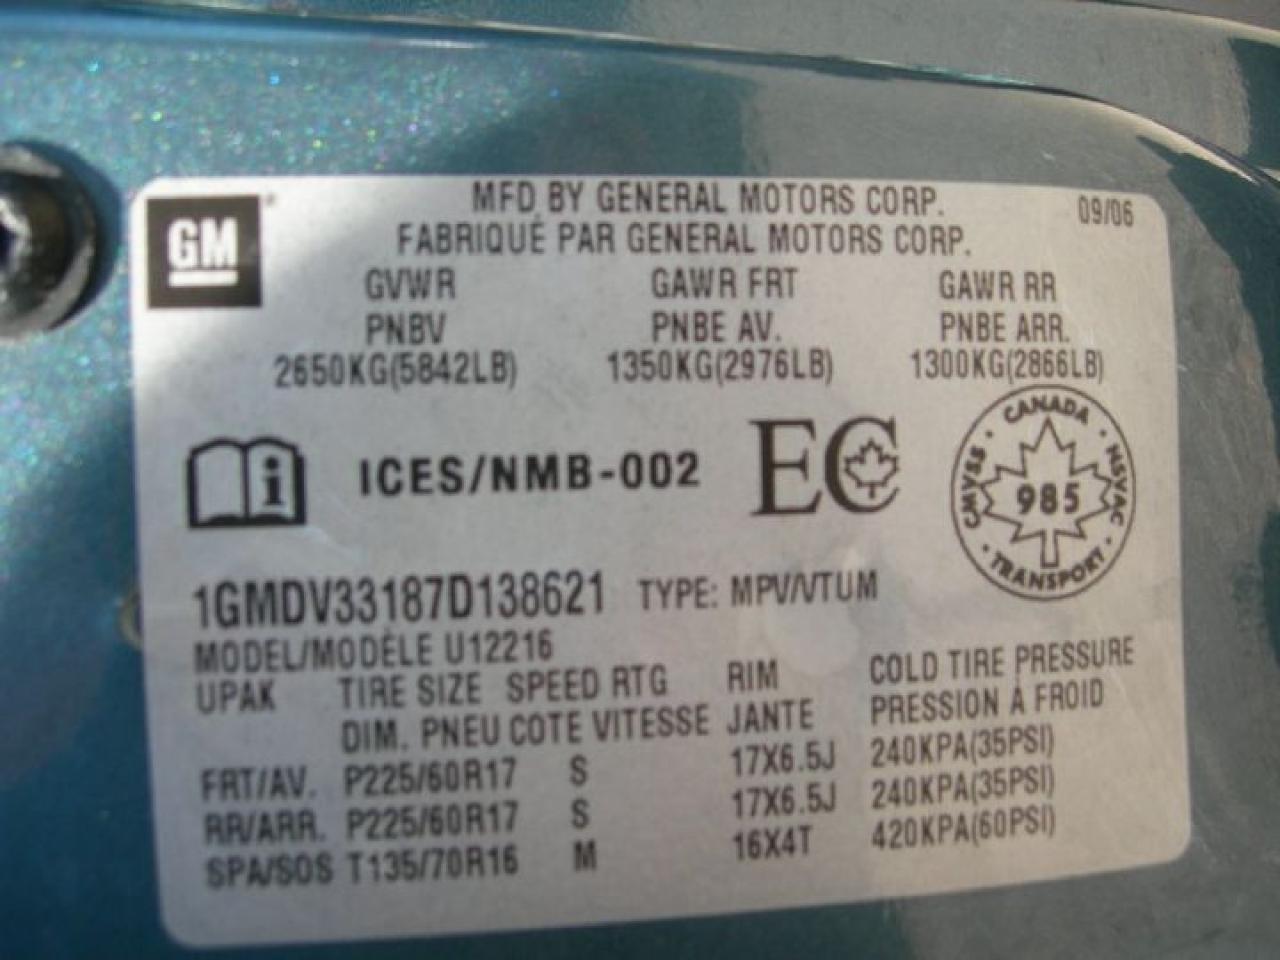 GM
MFD BY GENERAL MOTORS CORP.
09/06
FABRIQUÉ PAR GENERAL MOTORS CORP.
GVWR GAWR FRT GAWR RR
PNBV PNBE AV. PNBE ARR.
2650KG(5842LB) 1350KG(2976LB) 1300KG(2866LB)
i ICES/NMB-002 EC
CANADA
CMVSS 985 NSVAC
TRANSPORT
1GMDV33187D138621 TYPE: MPV/VTUM
MODEL/MODÈLE U12216
UPAK TIRE SIZE SPEED RTG RIM COLD TIRE PRESSURE
DIM. PNEU COTE VITESSE JANTE PRESSION À FROID
FRT/AV. P225/60R17 S 17X6.5J 240KPA(35PSI)
RR/ARR. P225/60R17 S 17X6.5J 240KPA(35PSI)
SPA/SOS T135/70R16 M 16X4T 420KPA(60PSI)